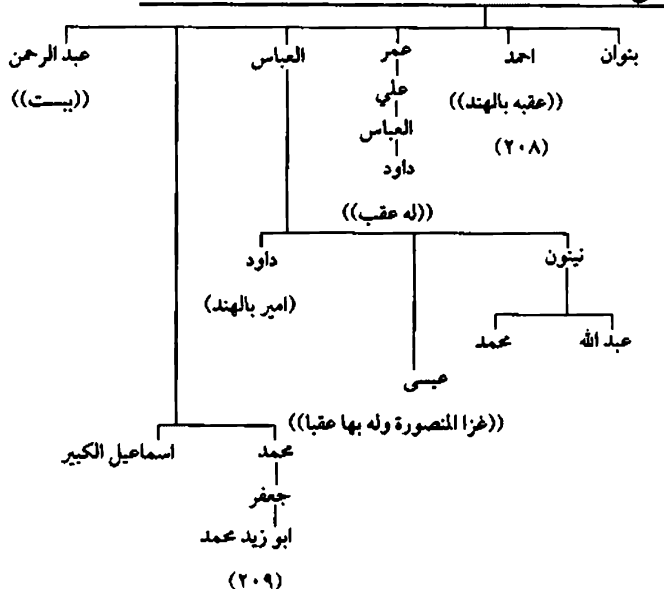 بنوان
احمد
عمر
العباس
عبد الرحمن
((عقبه بالهند))
علي
((ببست))
العباس
(٢٠٨)
داود
((له عقب))
نينون
داود
(امير بالهند)
عبد الله
محمد
عيسى
((غزا المنصورة وله بها عقبا))
محمد
اسماعيل الكبير
جعفر
ابو زيد محمد
(٢٠٩)